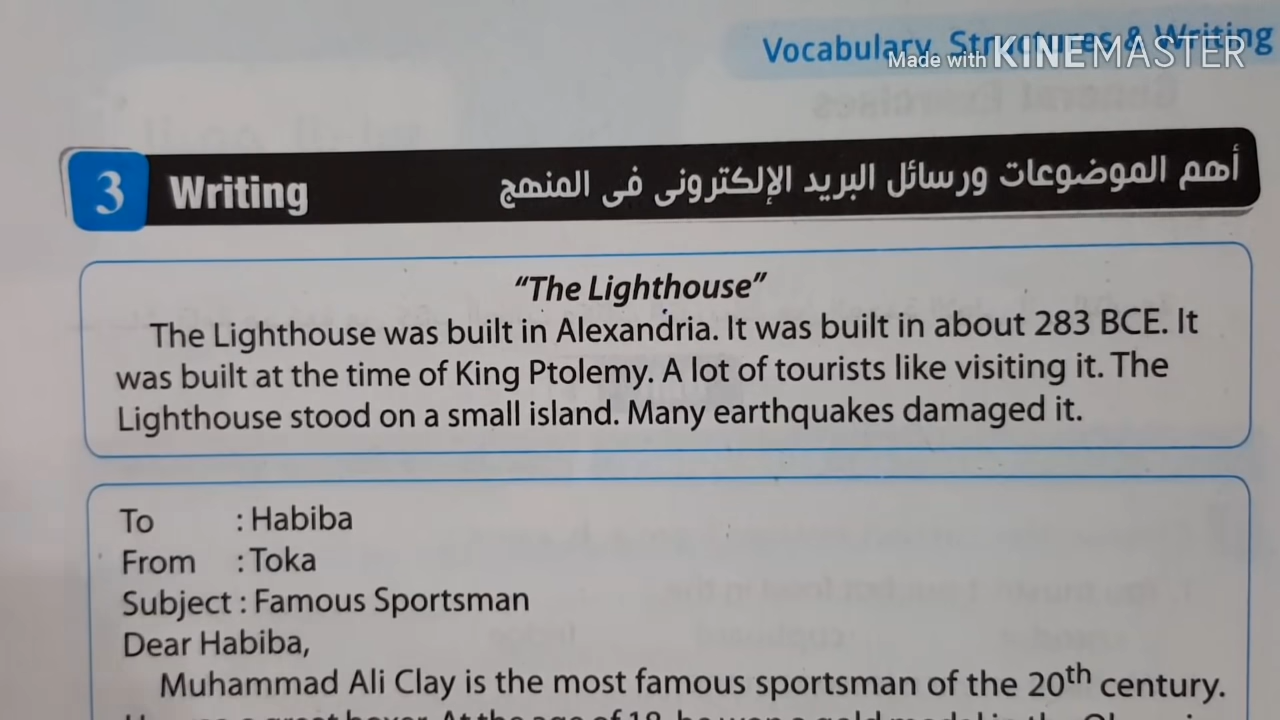 Vocabulary, Structures & Writing
Made with KINEMASTER
3 Writing أهم الموضوعات ورسائل البريد الإلكترونى فى المنهج
“The Lighthouse”
The Lighthouse was built in Alexandria. It was built in about 283 BCE. It
was built at the time of King Ptolemy. A lot of tourists like visiting it. The
Lighthouse stood on a small island. Many earthquakes damaged it.
To : Habiba
From : Toka
Subject : Famous Sportsman
Dear Habiba,
Muhammad Ali Clay is the most famous sportsman of the 20th century.